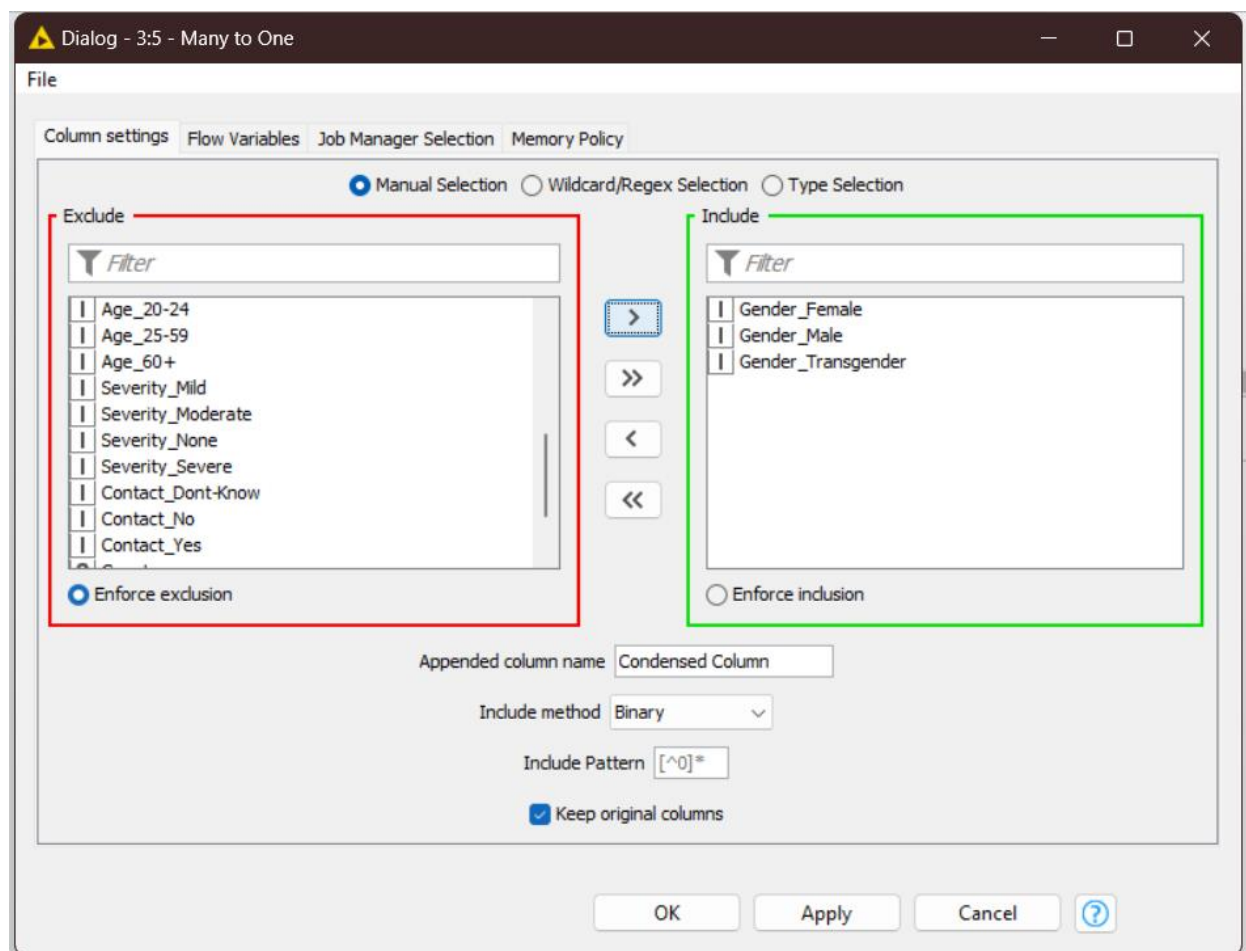 Dialog - 3:5 - Many to One
File
Column settings Flow Variables Job Manager Selection Memory Policy
Manual Selection Wildcard/Regex Selection Type Selection
Exclude
Filter
I Age_20-24
I Age_25-59
I Age_60+
I Severity_Mild
I Severity_Moderate
I Severity_None
I Severity_Severe
I Contact_Dont-Know
I Contact_No
I Contact_Yes
Enforce exclusion
>
>>
<
<<
Include
Filter
I Gender_Female
I Gender_Male
I Gender_Transgender
Enforce inclusion
Appended column name Condensed Column
Include method Binary
Include Pattern [^0]*
Keep original columns
OK Apply Cancel ?